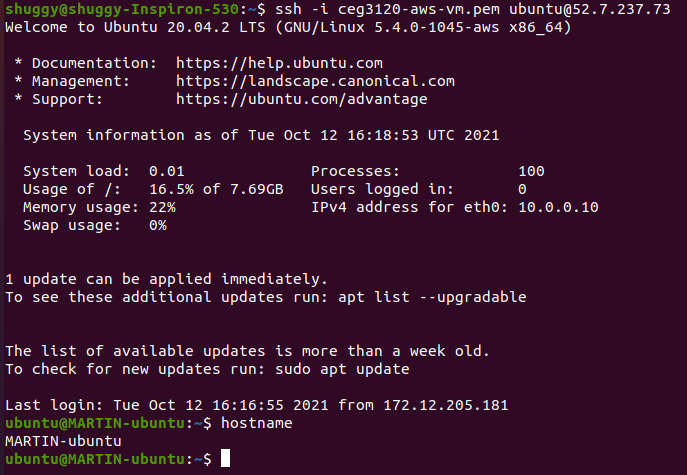 shuggy@shuggy-Inspiron-530:~$ ssh -i ceg3120-aws-vm.pem ubuntu@52.7.237.73
Welcome to Ubuntu 20.04.2 LTS (GNU/Linux 5.4.0-1045-aws x86_64)
* Documentation:  https://help.ubuntu.com
* Management:     https://landscape.canonical.com
* Support:        https://ubuntu.com/advantage
System information as of Tue Oct 12 16:18:53 UTC 2021
System load:  0.01              Processes:             100
Usage of /:   16.5% of 7.69GB   Users logged in:       0
Memory usage: 22%               IPv4 address for eth0: 10.0.0.10
Swap usage:   0%
1 update can be applied immediately.
To see these additional updates run: apt list --upgradable
The list of available updates is more than a week old.
To check for new updates run: sudo apt update
Last login: Tue Oct 12 16:16:55 2021 from 172.12.205.181
ubuntu@MARTIN-ubuntu:~$ hostname
MARTIN-ubuntu
ubuntu@MARTIN-ubuntu:~$